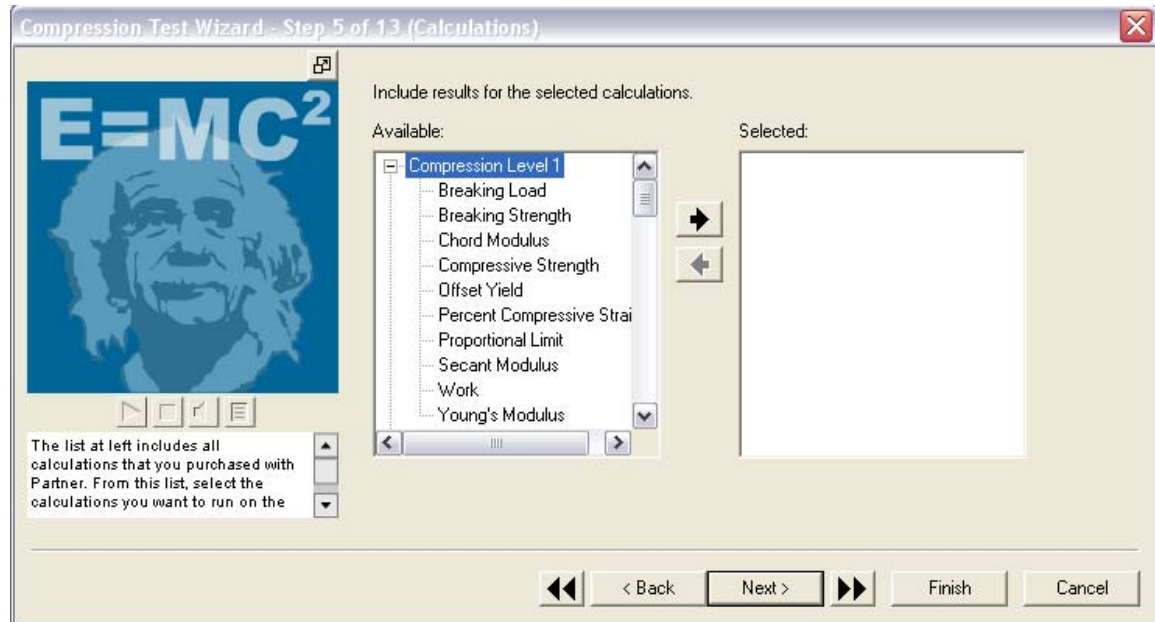 Compression Test Wizard - Step 5 of 13 (Calculations)
E=MC²
Include results for the selected calculations.
Available:
Selected:
Compression Level 1
Breaking Load
Breaking Strength
Chord Modulus
Compressive Strength
Offset Yield
Percent Compressive Strai
Proportional Limit
Secant Modulus
Work
Young's Modulus
The list at left includes all
calculations that you purchased with
Partner. From this list, select the
calculations you want to run on the
< Back
Next >
Finish
Cancel